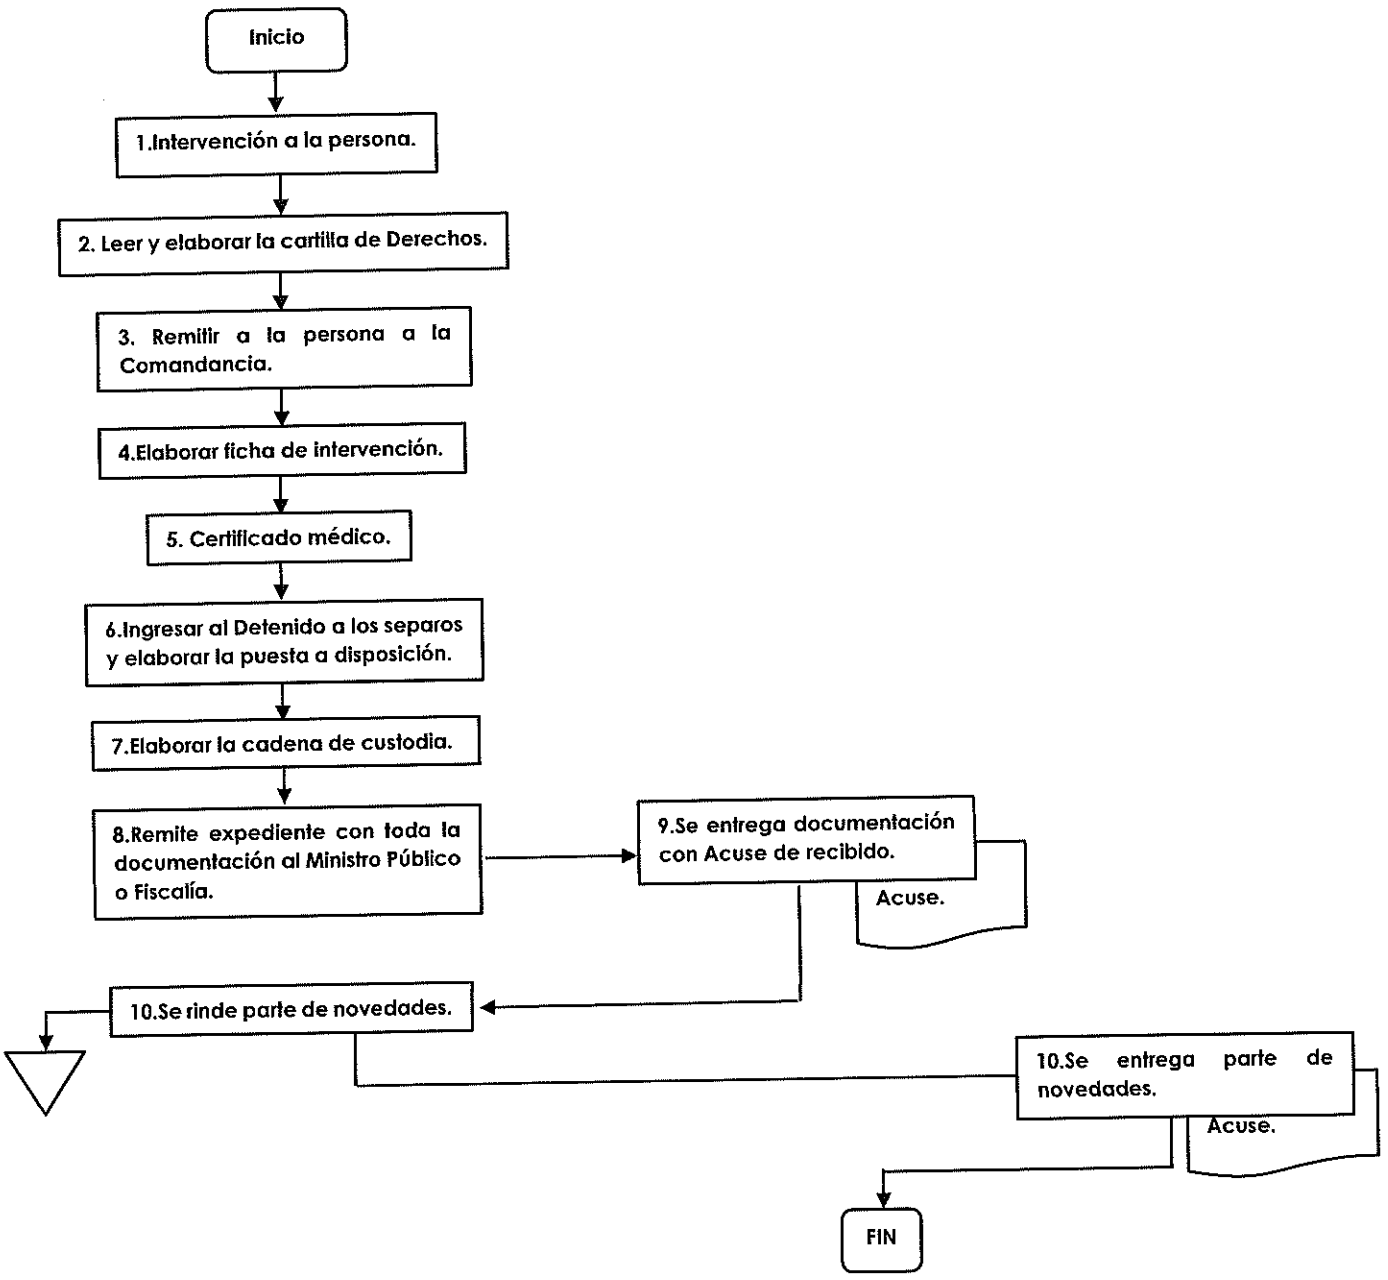 Inicio
1.Intervención a la persona.
2. Leer y elaborar la cartilla de Derechos.
3. Remitir a la persona a la
Comandancia.
4.Elaborar ficha de intervención.
5. Certificado médico.
6.Ingresar al Detenido a los separos
y elaborar la puesta a disposición.
7.Elaborar la cadena de custodia.
8.Remite expediente con toda la
documentación al Ministro Público
o Fiscalía.
9.Se entrega documentación
con Acuse de recibido.
Acuse.
10.Se rinde parte de novedades.
10.Se entrega parte de
novedades.
Acuse.
FIN